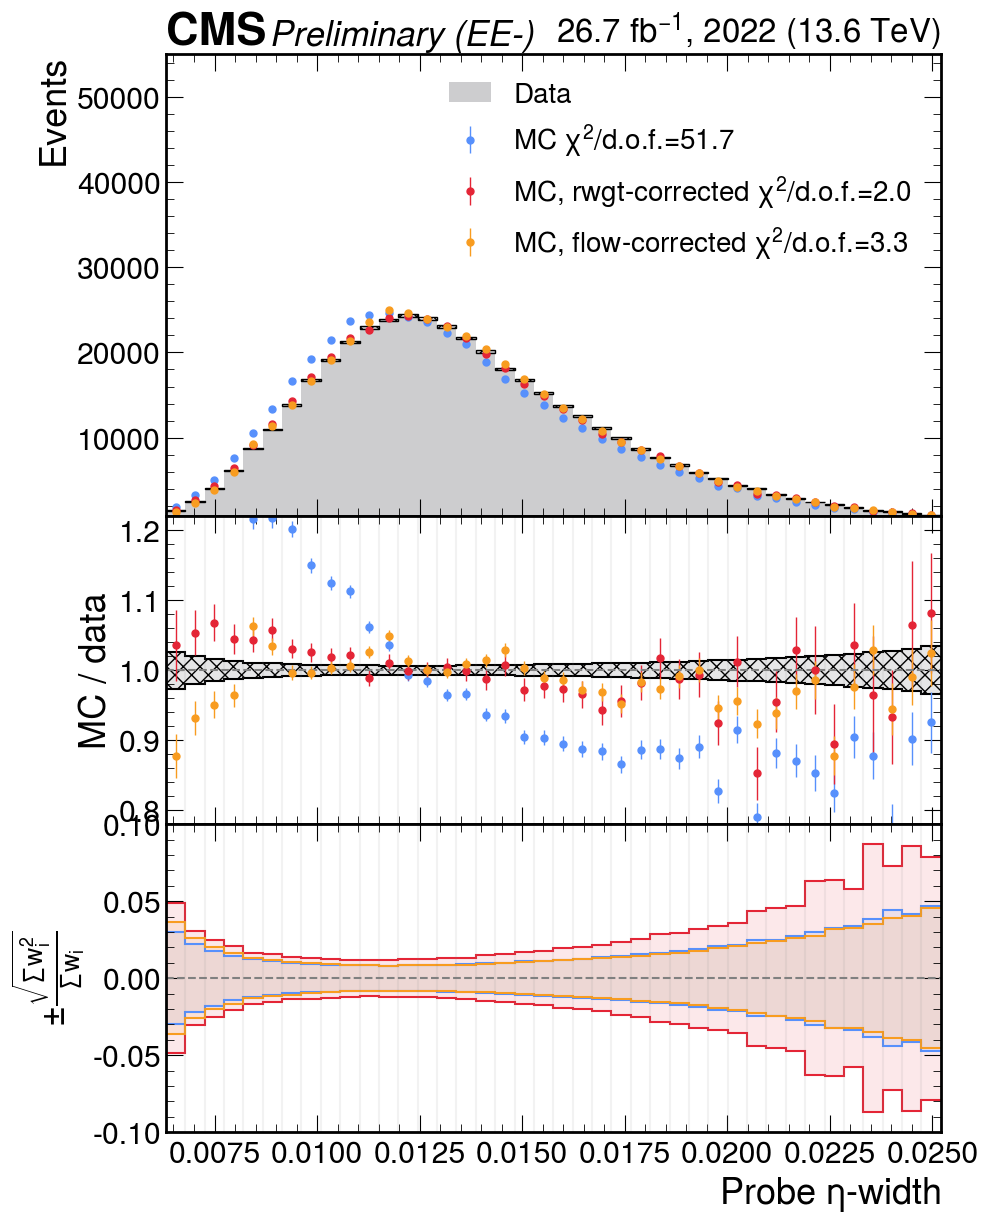 CMS Preliminary (EE-) 26.7 fb⁻¹, 2022 (13.6 TeV)
Events
50000
40000
30000
20000
10000
Data
MC χ²/d.o.f.=51.7
MC, rwgt-corrected χ²/d.o.f.=2.0
MC, flow-corrected χ²/d.o.f.=3.3
MC / data
1.2
1.1
1.0
0.9
0.8
± √Σwᵢ² / Σwᵢ
0.10
0.05
0.00
-0.05
-0.10
0.0075 0.0100 0.0125 0.0150 0.0175 0.0200 0.0225 0.0250
Probe η-width